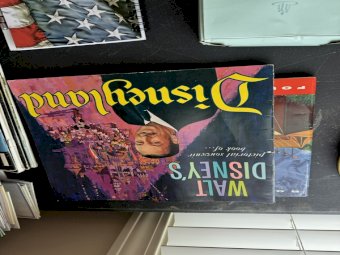 WALT
DISNEY'S
pictorial souvenir
book of...
Disneyland